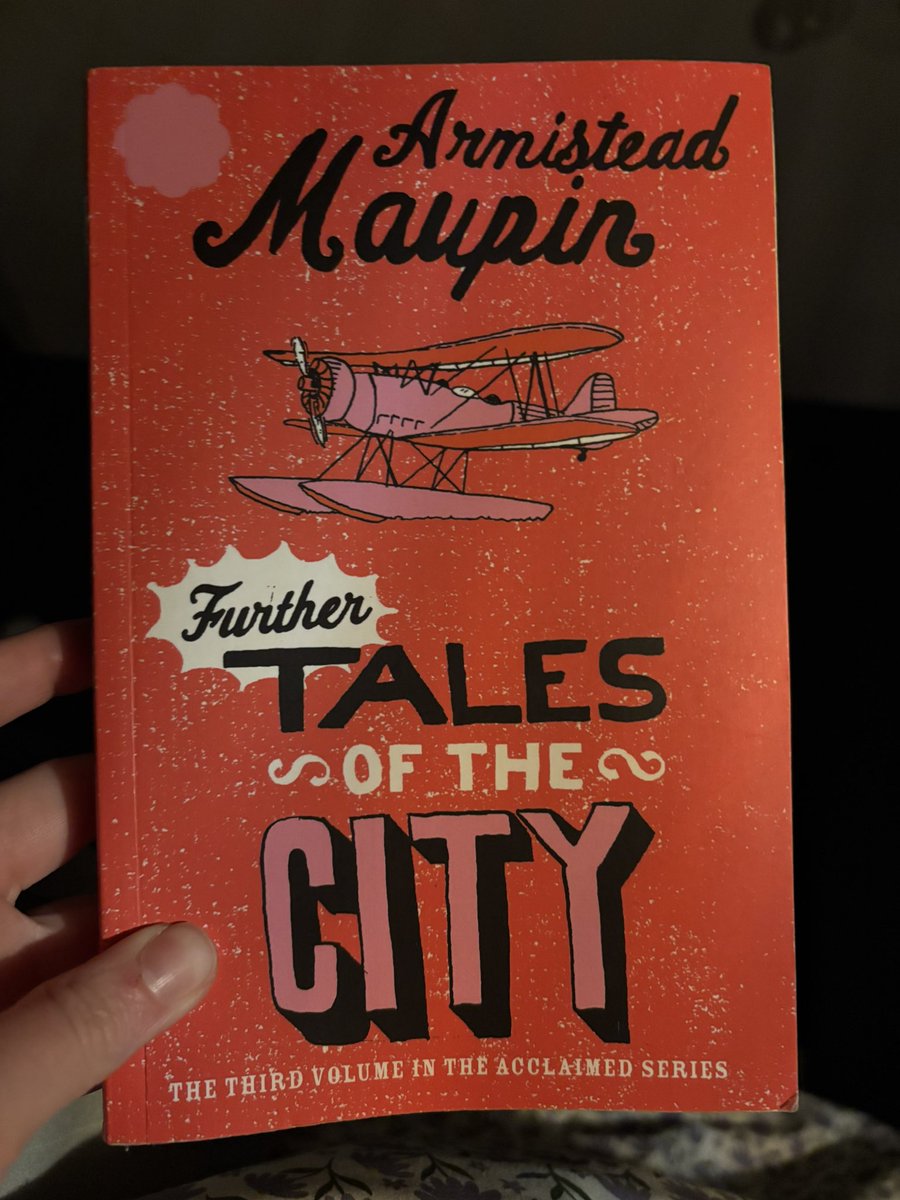 Armistead
Maupin
Further
TALES
OF THE
CITY
THE THIRD VOLUME IN THE ACCLAIMED SERIES